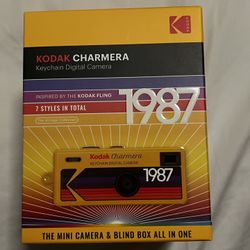 KODAK
KODAK CHARMERA
Keychain Digital Camera
INSPIRED BY THE KODAK FLING
7 STYLES IN TOTAL
1987
Kodak Charmera
KEYCHAIN DIGITAL CAMERA
1987
THE MINI CAMERA & BLIND BOX ALL IN ONE